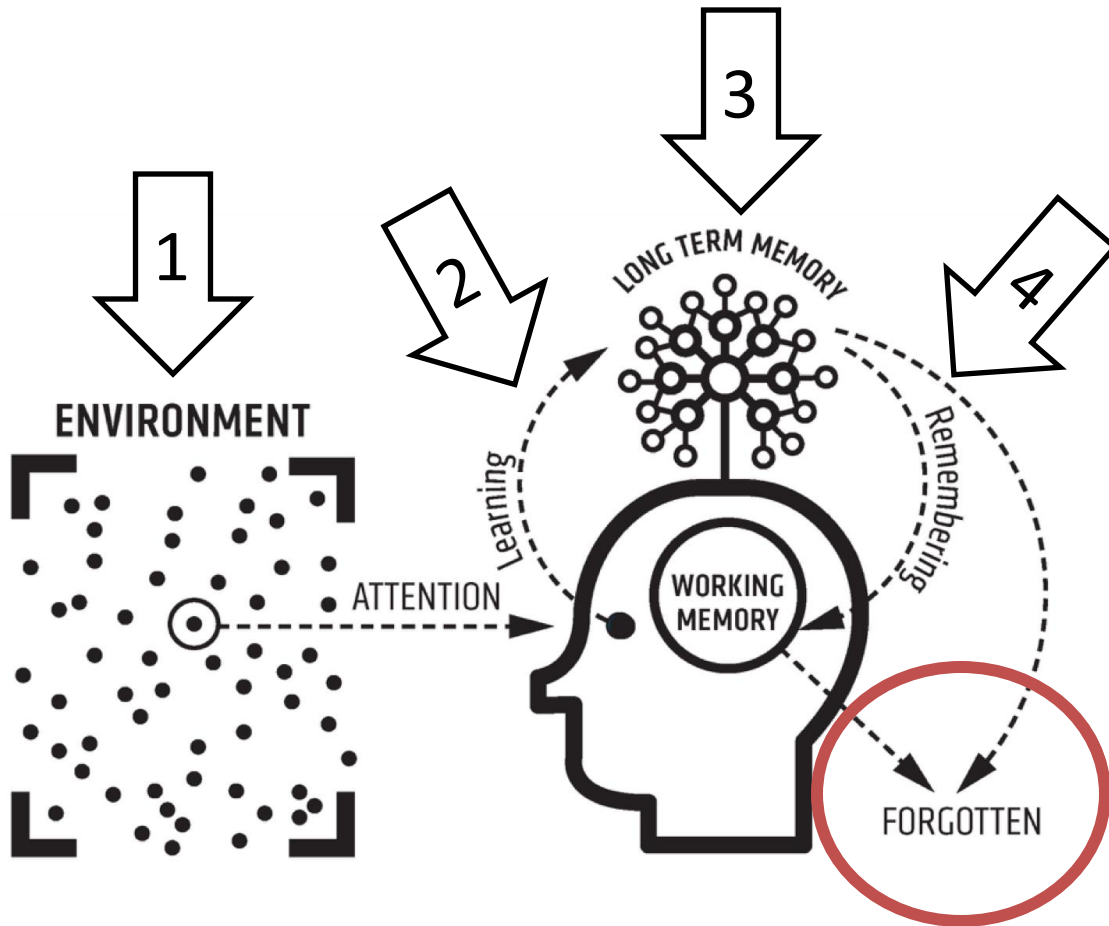 3
1
2
4
LONG TERM MEMORY
ENVIRONMENT
Learning
Remembering
ATTENTION
WORKING
MEMORY
FORGOTTEN